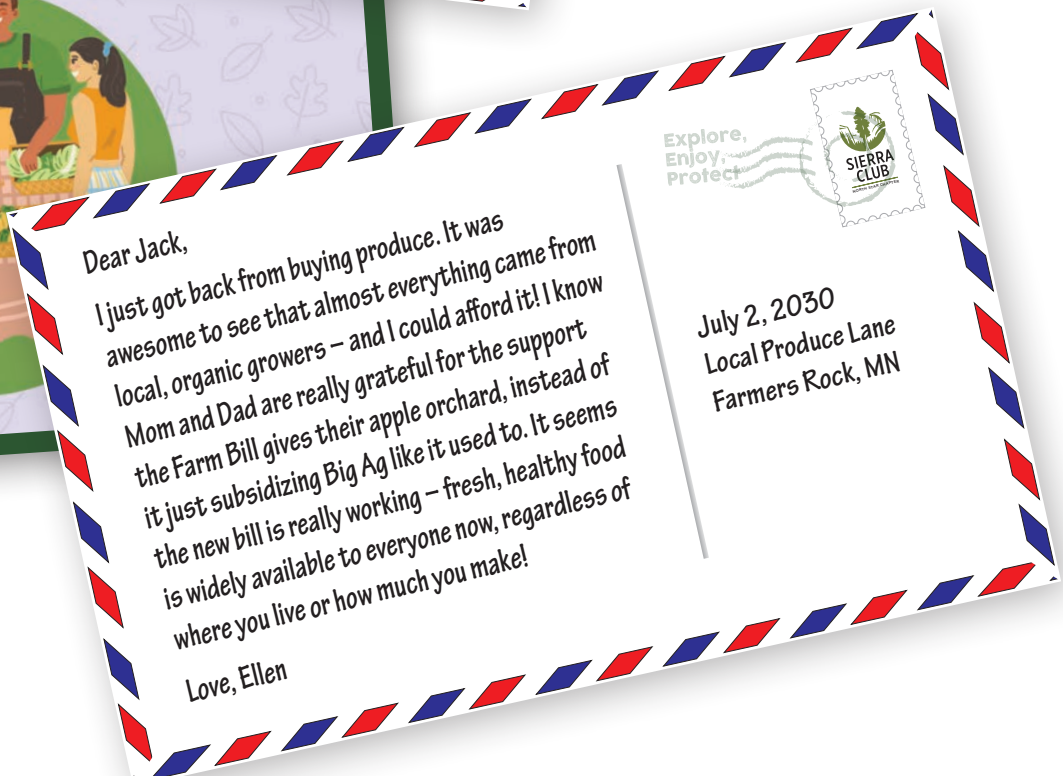 Dear Jack,
I just got back from buying produce. It was
awesome to see that almost everything came from
local, organic growers – and I could afford it! I know
Mom and Dad are really grateful for the support
the Farm Bill gives their apple orchard, instead of
it just subsidizing Big Ag like it used to. It seems
the new bill is really working – fresh, healthy food
is widely available to everyone now, regardless of
where you live or how much you make!
Love, Ellen
Explore,
Enjoy,
Protect
SIERRA
CLUB
NORTH STAR CHAPTER
July 2, 2030
Local Produce Lane
Farmers Rock, MN